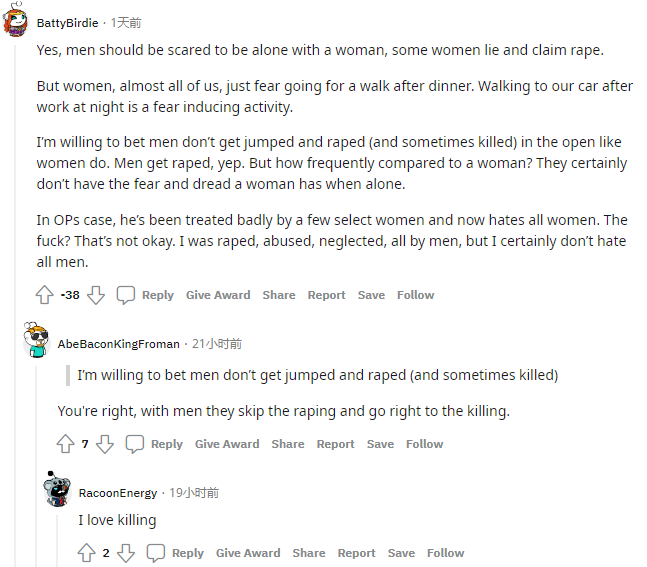 BattyBirdie · 1天前
Yes, men should be scared to be alone with a woman, some women lie and claim rape.
But women, almost all of us, just fear going for a walk after dinner. Walking to our car after
work at night is a fear inducing activity.
I’m willing to bet men don’t get jumped and raped (and sometimes killed) in the open like
women do. Men get raped, yep. But how frequently compared to a woman? They certainly
don’t have the fear and dread a woman has when alone.
In OPs case, he’s been treated badly by a few select women and now hates all women. The
fuck? That’s not okay. I was raped, abused, neglected, all by men, but I certainly don’t hate
all men.
-38 Reply Give Award Share Report Save Follow
AbeBaconKingFroman · 21小时前
I’m willing to bet men don’t get jumped and raped (and sometimes killed)
You're right, with men they skip the raping and go right to the killing.
7 Reply Give Award Share Report Save Follow
RacoonEnergy · 19小时前
I love killing
2 Reply Give Award Share Report Save Follow